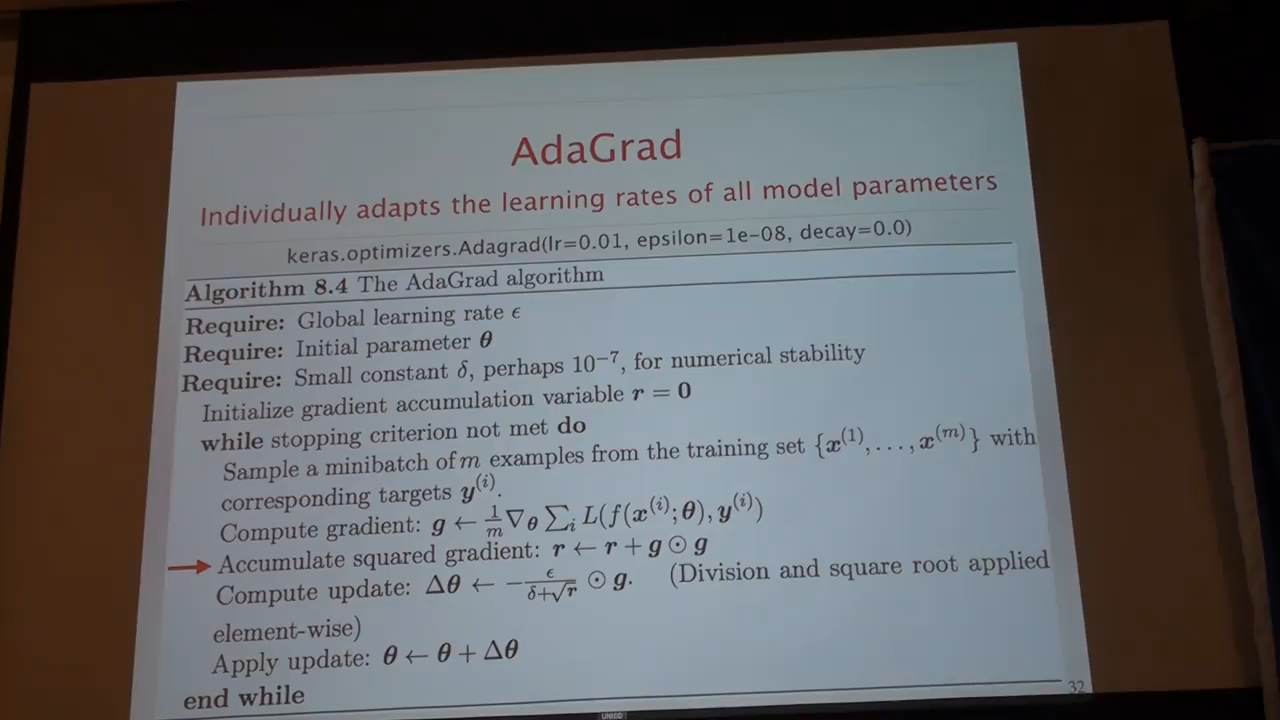 AdaGrad
Individually adapts the learning rates of all model parameters
keras.optimizers.Adagrad(lr=0.01, epsilon=1e-08, decay=0.0)
Algorithm 8.4 The AdaGrad algorithm
Require: Global learning rate ϵ
Require: Initial parameter θ
Require: Small constant δ, perhaps 10⁻⁷, for numerical stability
Initialize gradient accumulation variable r = 0
while stopping criterion not met do
Sample a minibatch of m examples from the training set {x⁽¹⁾, . . . , x⁽ᵐ⁾} with
corresponding targets y⁽ⁱ⁾.
Compute gradient: g ← 1/m ∇θ ∑ᵢ L(f(x⁽ⁱ⁾; θ), y⁽ⁱ⁾)
Accumulate squared gradient: r ← r + g ⊙ g
Compute update: Δθ ← − ϵ/(δ+√r) ⊙ g. (Division and square root applied
element-wise)
Apply update: θ ← θ + Δθ
end while
32